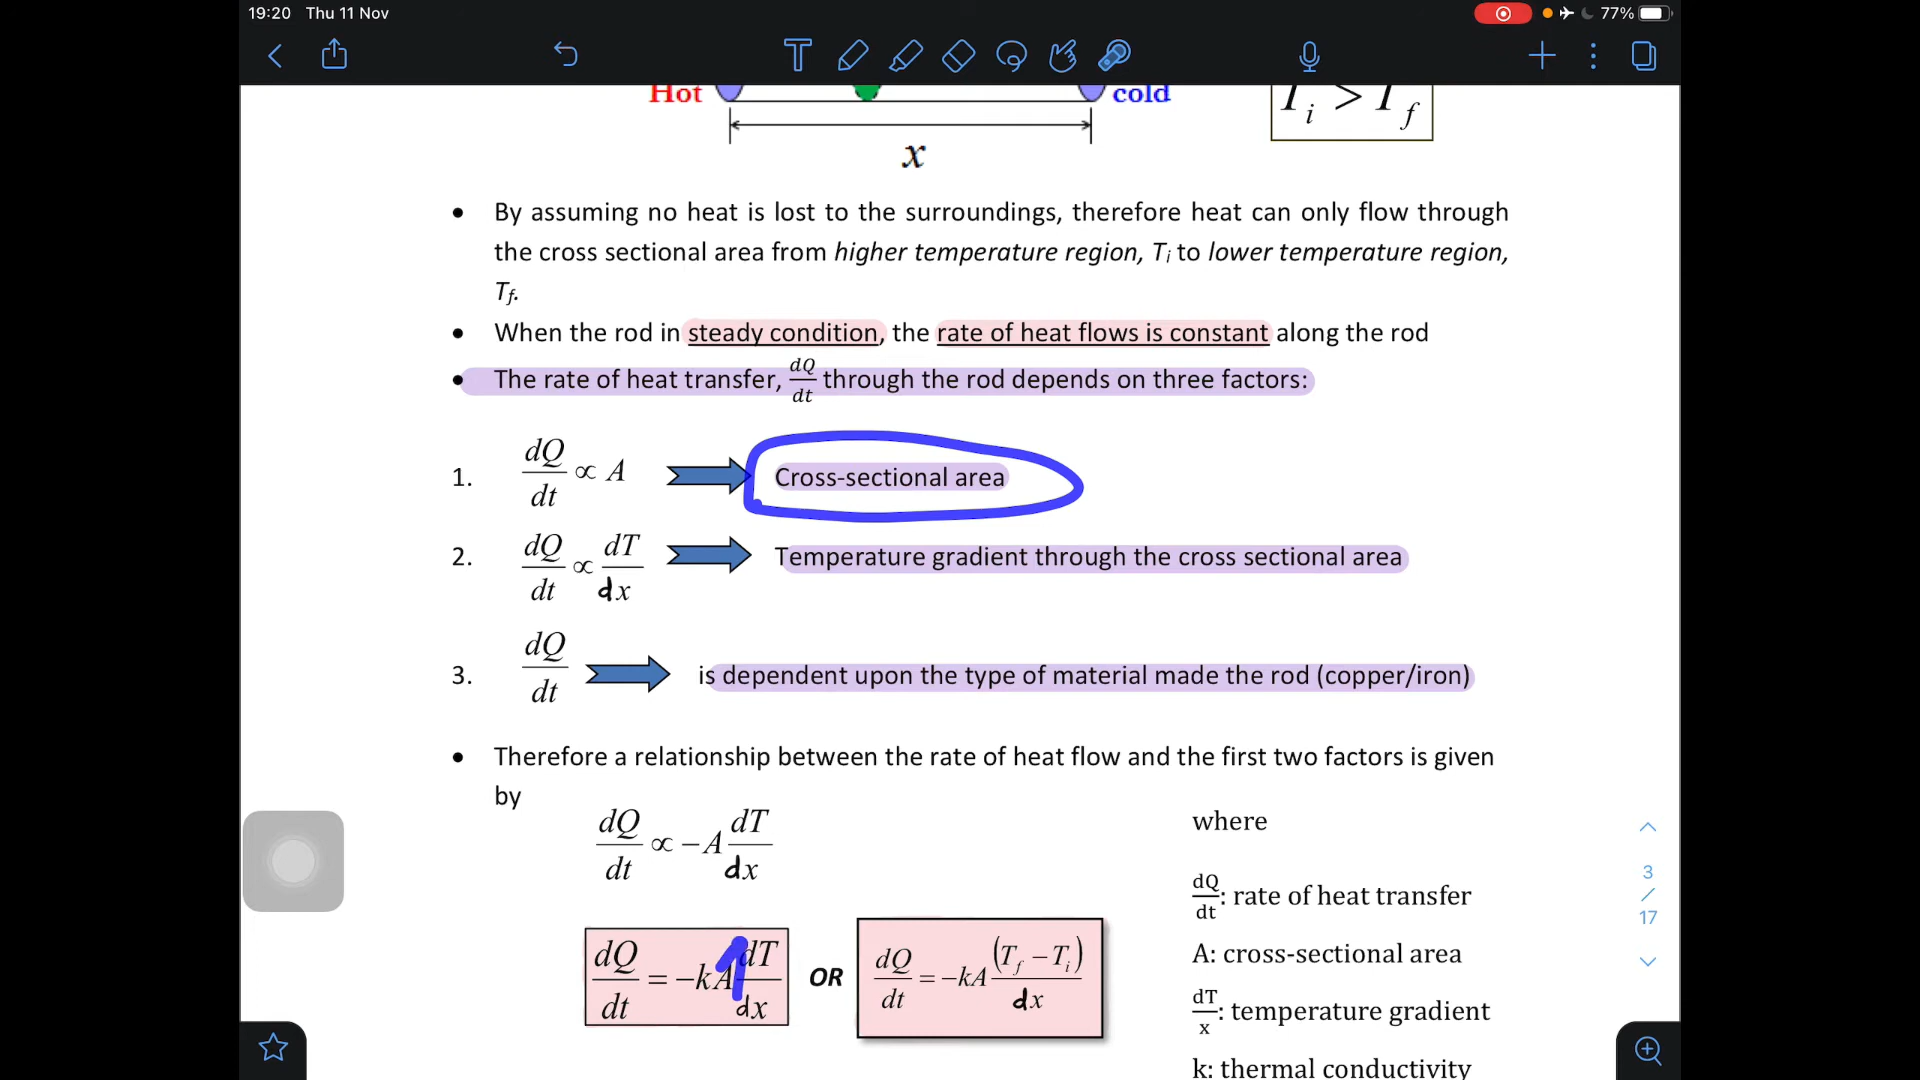 19:20 Thu 11 Nov 77%
Hot cold
x
T i > T f
• By assuming no heat is lost to the surroundings, therefore heat can only flow through
the cross sectional area from higher temperature region, Ti to lower temperature region,
Tf.
• When the rod in steady condition, the rate of heat flows is constant along the rod
• The rate of heat transfer, dQ/dt through the rod depends on three factors:
1. dQ/dt ∝ A Cross-sectional area
2. dQ/dt ∝ dT/dx Temperature gradient through the cross sectional area
3. dQ/dt is dependent upon the type of material made the rod (copper/iron)
• Therefore a relationship between the rate of heat flow and the first two factors is given
by
dQ/dt ∝ −A dT/dx
where
dQ/dt: rate of heat transfer
dQ/dt = −kA dT/dx OR dQ/dt = −kA (Tf − Ti)/dx
A: cross-sectional area
dT/x: temperature gradient
k: thermal conductivity
3 / 17